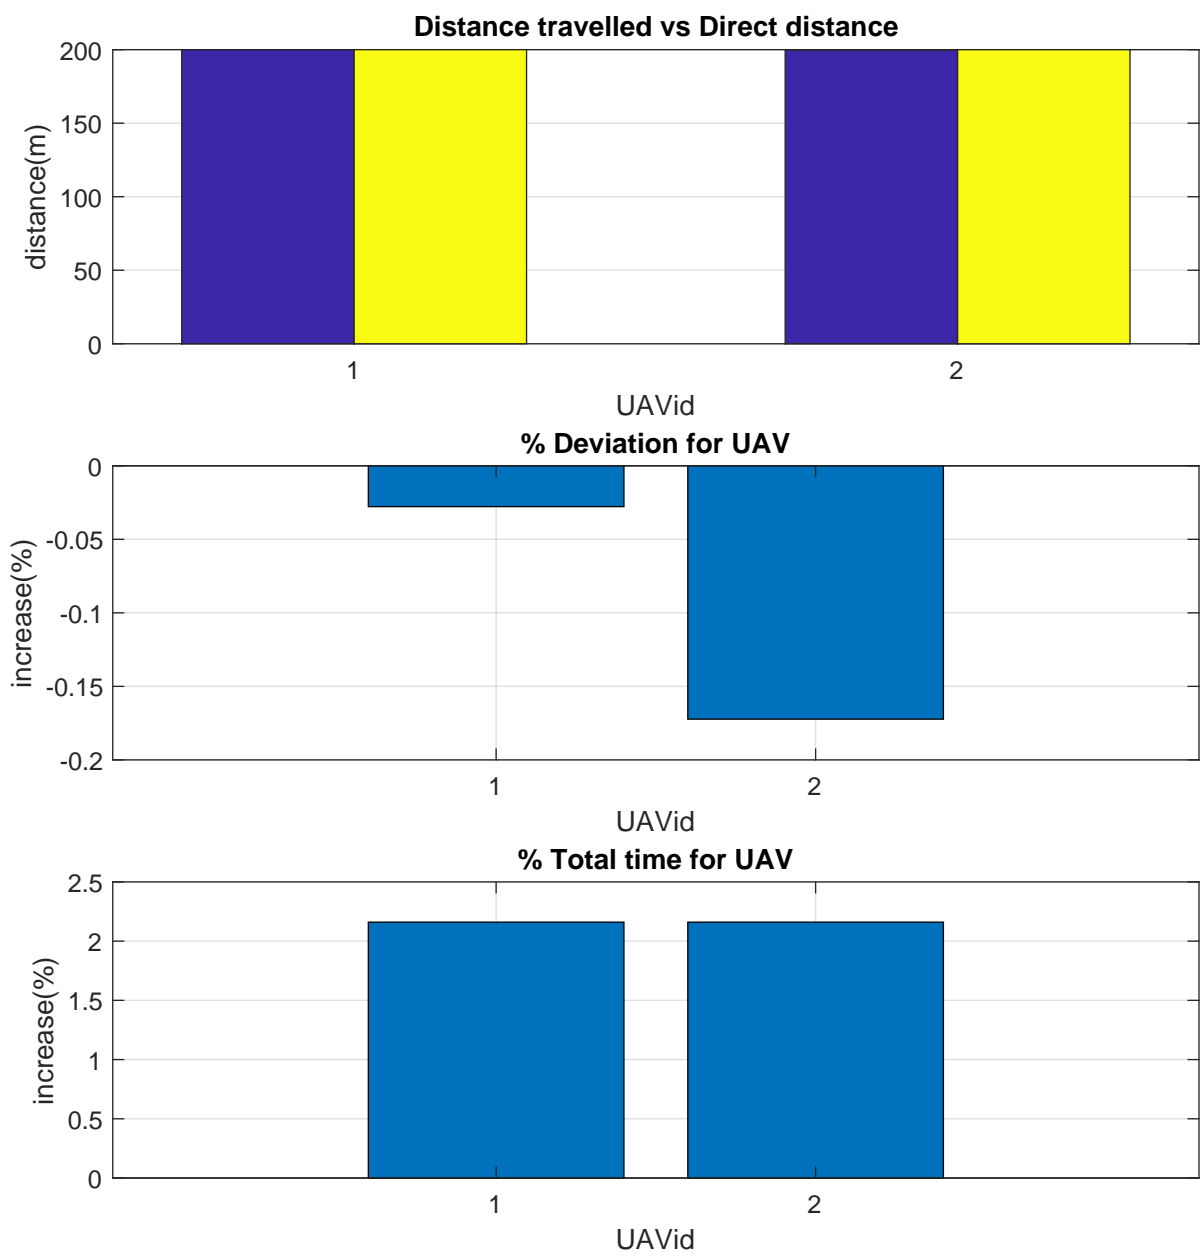 Distance travelled vs Direct distance
200
150
100
50
0
distance(m)
1
2
UAVid
% Deviation for UAV
0
-0.05
-0.1
-0.15
-0.2
increase(%)
1
2
UAVid
% Total time for UAV
2.5
2
1.5
1
0.5
0
increase(%)
1
2
UAVid